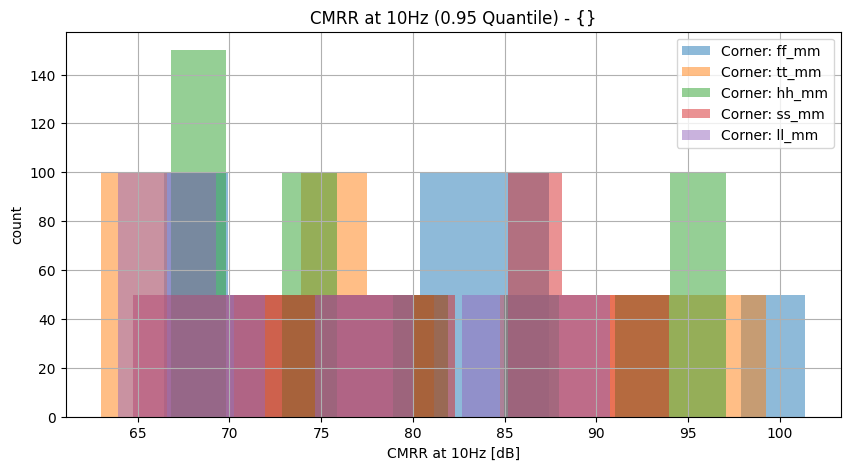 CMRR at 10Hz (0.95 Quantile) - {}
Corner: ff_mm
Corner: tt_mm
Corner: hh_mm
Corner: ss_mm
Corner: ll_mm
count
140
120
100
80
60
40
20
0
65 70 75 80 85 90 95 100
CMRR at 10Hz [dB]